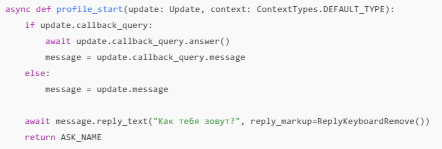 async def profile_start(update: Update, context: ContextTypes.DEFAULT_TYPE):
    if update.callback_query:
        await update.callback_query.answer()
        message = update.callback_query.message
    else:
        message = update.message

    await message.reply_text("Как тебя зовут?", reply_markup=ReplyKeyboardRemove())
    return ASK_NAME